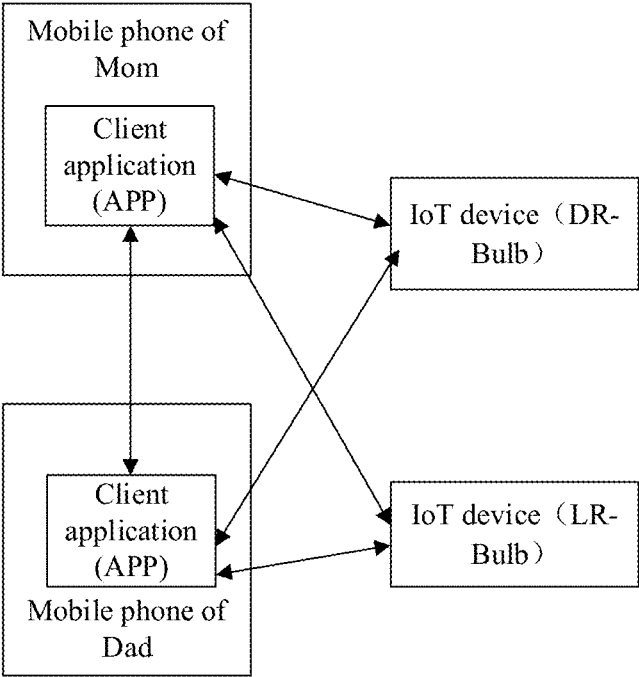 Mobile phone of
Mom
Client
application
(APP)
IoT device（DR-
Bulb）
Client
application
(APP)
Mobile phone of
Dad
IoT device（LR-
Bulb）